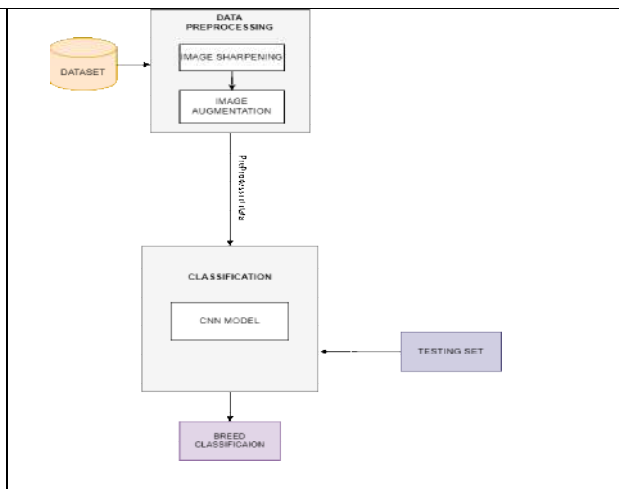 DATA
PREPROCESSING
IMAGE SHARPENING
DATASET
IMAGE
AUGMENTATION
CLASSIFICATION
CNN MODEL
TESTING SET
BREED
CLASSIFICAION